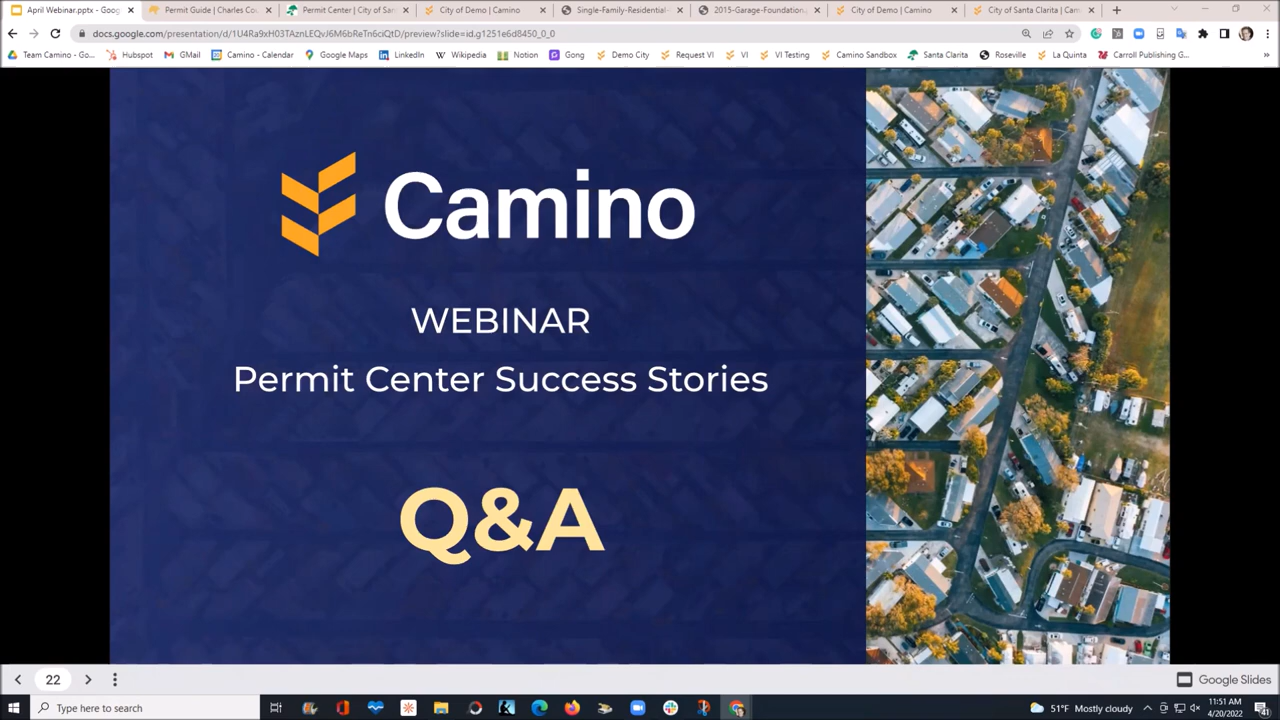 April Webinar.pptx - Goog
Permit Guide | Charles Cou
Permit Center | City of San
City of Demo | Camino
Single-Family-Residential-
2015-Garage-Foundation.
City of Demo | Camino
City of Santa Clarita | Cam
docs.google.com/presentation/d/1U4Ra9xH03TAznLEQvJ6M6bReTn6ciQtD/preview?slide=id.g1251e6d8450_0_0
Team Camino - Go...
Hubspot
GMail
Camino - Calendar
Google Maps
LinkedIn
Wikipedia
Notion
Gong
Demo City
Request VI
VI
VI Testing
Camino Sandbox
Santa Clarita
Roseville
La Quinta
Carroll Publishing G...
Camino
WEBINAR
Permit Center Success Stories
Q&A
22
Google Slides
Type here to search
51°F Mostly cloudy
11:51 AM
4/20/2022